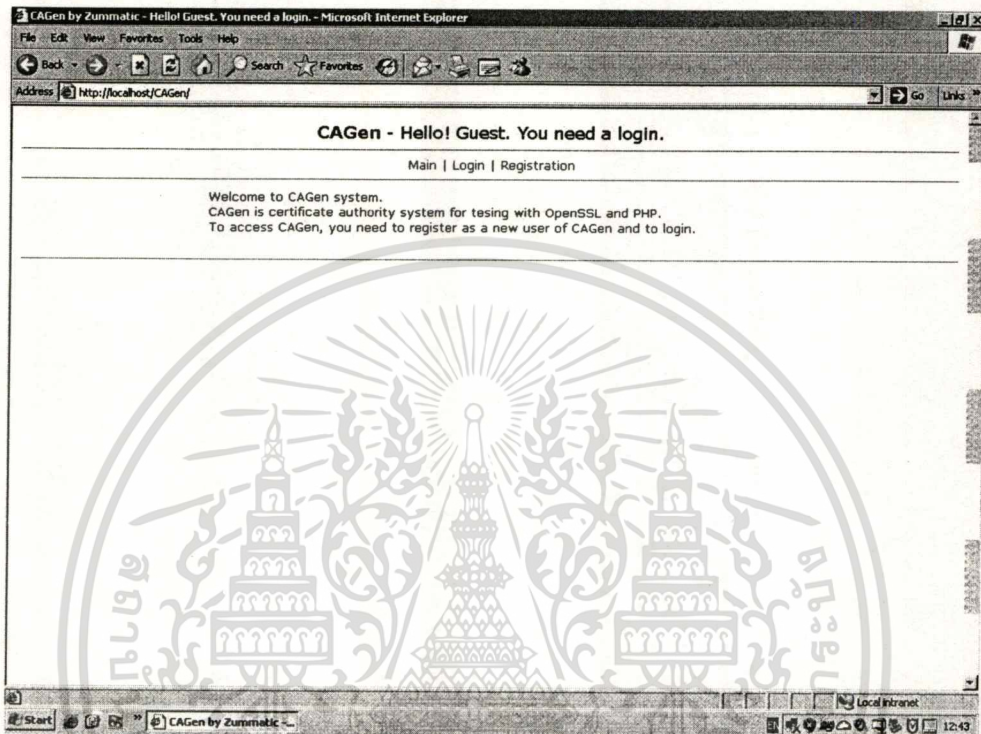 CAGen by Zummatic - Hello! Guest. You need a login. - Microsoft Internet Explorer
File Edit View Favorites Tools Help
Back Search Favorites
Address http://localhost/CAGen/ Go Links »
CAGen - Hello! Guest. You need a login.
Main | Login | Registration
Welcome to CAGen system.
CAGen is certificate authority system for tesing with OpenSSL and PHP.
To access CAGen, you need to register as a new user of CAGen and to login.
Local intranet
Start » CAGen by Zummatic -... 12:43